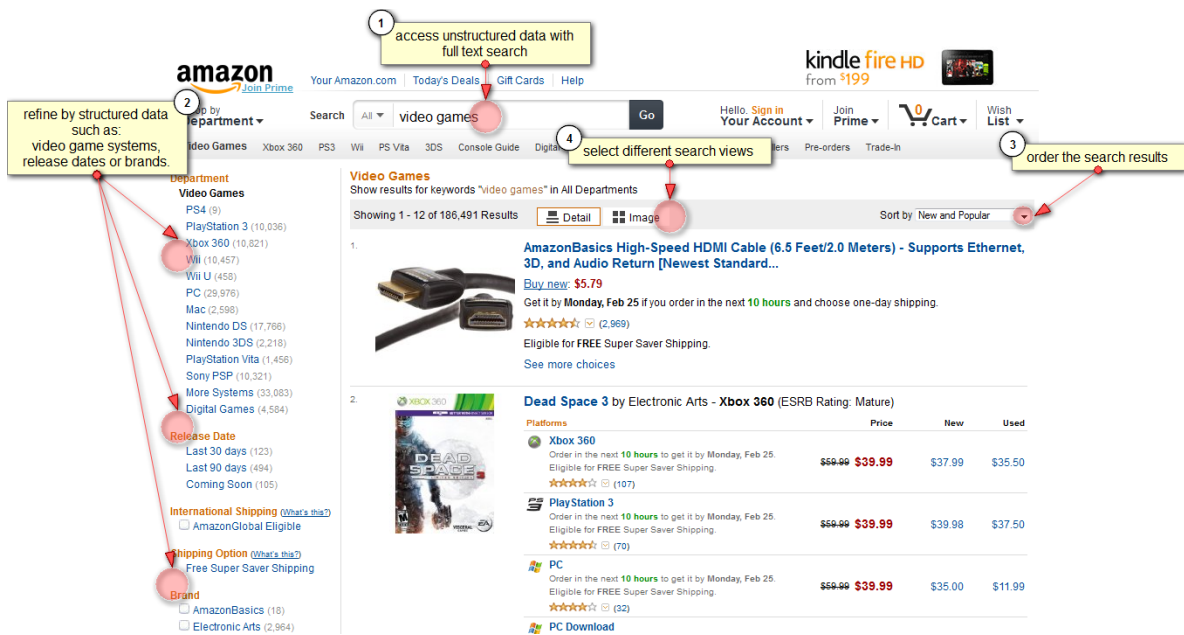 1
access unstructured data with
full text search
amazon
Join Prime
Your Amazon.com | Today's Deals | Gift Cards | Help
kindle fire HD
from $199
2
refine by structured data
such as:
video game systems,
release dates or brands.
by
Department
Search
All
video games
Go
Hello. Sign in
Your Account
Join
Prime
0
Cart
Wish
List
Video Games
Xbox 360
PS3
Wii
PS Vita
3DS
Console Guide
Pre-orders
Trade-In
4
select different search views
3
order the search results
Department
Video Games
PS4 (9)
PlayStation 3 (10,036)
Xbox 360 (10,821)
Wii (10,457)
Wii U (458)
PC (29,976)
Mac (2,598)
Nintendo DS (17,766)
Nintendo 3DS (2,218)
PlayStation Vita (1,456)
Sony PSP (10,321)
More Systems (33,083)
Digital Games (4,584)
Release Date
Last 30 days (123)
Last 90 days (494)
Coming Soon (105)
International Shipping (What's this?)
AmazonGlobal Eligible
Shipping Option (What's this?)
Free Super Saver Shipping
Brand
AmazonBasics (18)
Electronic Arts (2,964)
Video Games
Show results for keywords "video games" in All Departments
Showing 1 - 12 of 186,491 Results
Detail
Image
Sort by New and Popular
1.
AmazonBasics High-Speed HDMI Cable (6.5 Feet/2.0 Meters) - Supports Ethernet,
3D, and Audio Return [Newest Standard...
Buy new: $5.79
Get it by Monday, Feb 25 if you order in the next 10 hours and choose one-day shipping.
(2,969)
Eligible for FREE Super Saver Shipping.
See more choices
2.
XBOX 360
DEAD
SPACE 3
M
VISCERAL
EA
Dead Space 3 by Electronic Arts - Xbox 360 (ESRB Rating: Mature)
Platforms Price New Used
Xbox 360
Order in the next 10 hours to get it by Monday, Feb 25.
Eligible for FREE Super Saver Shipping.
$59.99 $39.99 $37.99 $35.50
(107)
PS3
PlayStation 3
Order in the next 10 hours to get it by Monday, Feb 25.
Eligible for FREE Super Saver Shipping.
$59.99 $39.99 $39.98 $37.50
(70)
PC
Order in the next 10 hours to get it by Monday, Feb 25.
Eligible for FREE Super Saver Shipping.
$59.99 $39.99 $35.00 $11.99
(32)
PC Download